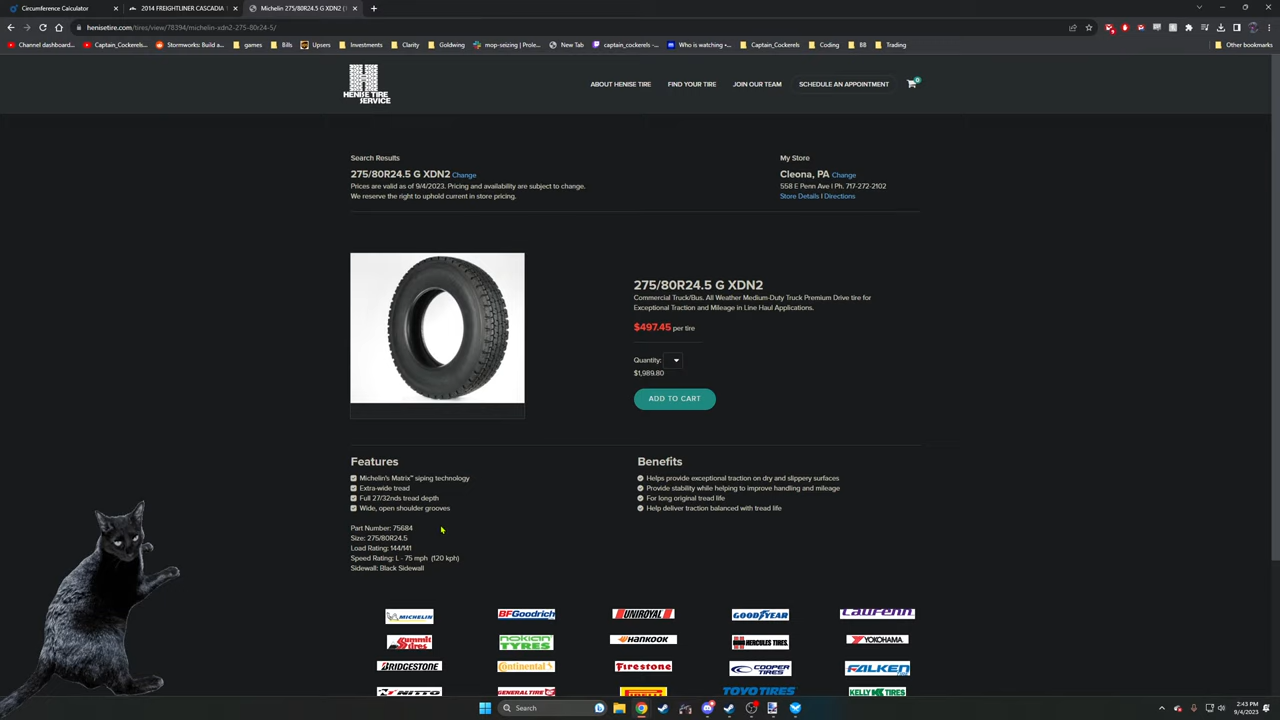 Circumference Calculator
2014 FREIGHTLINER CASCADIA
Michelin 275/80R24.5 G XDN2 (1
henisetire.com/tires/view/78394/michelin-xdn2-275-80r24-5/
Channel dashboard...
Captain_Cockerels...
Stormworks: Build a...
games
Bills
Upsers
Investments
Clarity
Goldwing
mop-seizing | Prole...
New Tab
captain_cockerels -...
Who is watching •...
Captain_Cockerels
Coding
BB
Trading
Other bookmarks
HENISE TIRE
SERVICE
ABOUT HENISE TIRE
FIND YOUR TIRE
JOIN OUR TEAM
SCHEDULE AN APPOINTMENT
0
Search Results
275/80R24.5 G XDN2 Change
Prices are valid as of 9/4/2023. Pricing and availability are subject to change.
We reserve the right to uphold current in store pricing.
My Store
Cleona, PA Change
558 E Penn Ave | Ph. 717-272-2102
Store Details | Directions
275/80R24.5 G XDN2
Commercial Truck/Bus. All Weather Medium-Duty Truck Premium Drive tire for
Exceptional Traction and Mileage in Line Haul Applications.
$497.45 per tire
Quantity:
$1,989.80
ADD TO CART
Features
Michelin's Matrix™ siping technology
Extra-wide tread
Full 27/32nds tread depth
Wide, open shoulder grooves
Part Number: 75684
Size: 275/80R24.5
Load Rating: 144/141
Speed Rating: L - 75 mph (120 kph)
Sidewall: Black Sidewall
Benefits
Helps provide exceptional traction on dry and slippery surfaces
Provide stability while helping to improve handling and mileage
For long original tread life
Help deliver traction balanced with tread life
MICHELIN
BFGoodrich
UNIROYAL
GOODYEAR
LAUFENN
Summit Tires
nokian TYRES
HANKOOK
HERCULES TIRES
YOKOHAMA
BRIDGESTONE
Continental
Firestone
COOPER TIRES
FALKEN
NITTO
GENERAL TIRE
PIRELLI
TOYO TIRES
KELLY TIRES
Search
2:43 PM
9/4/2023